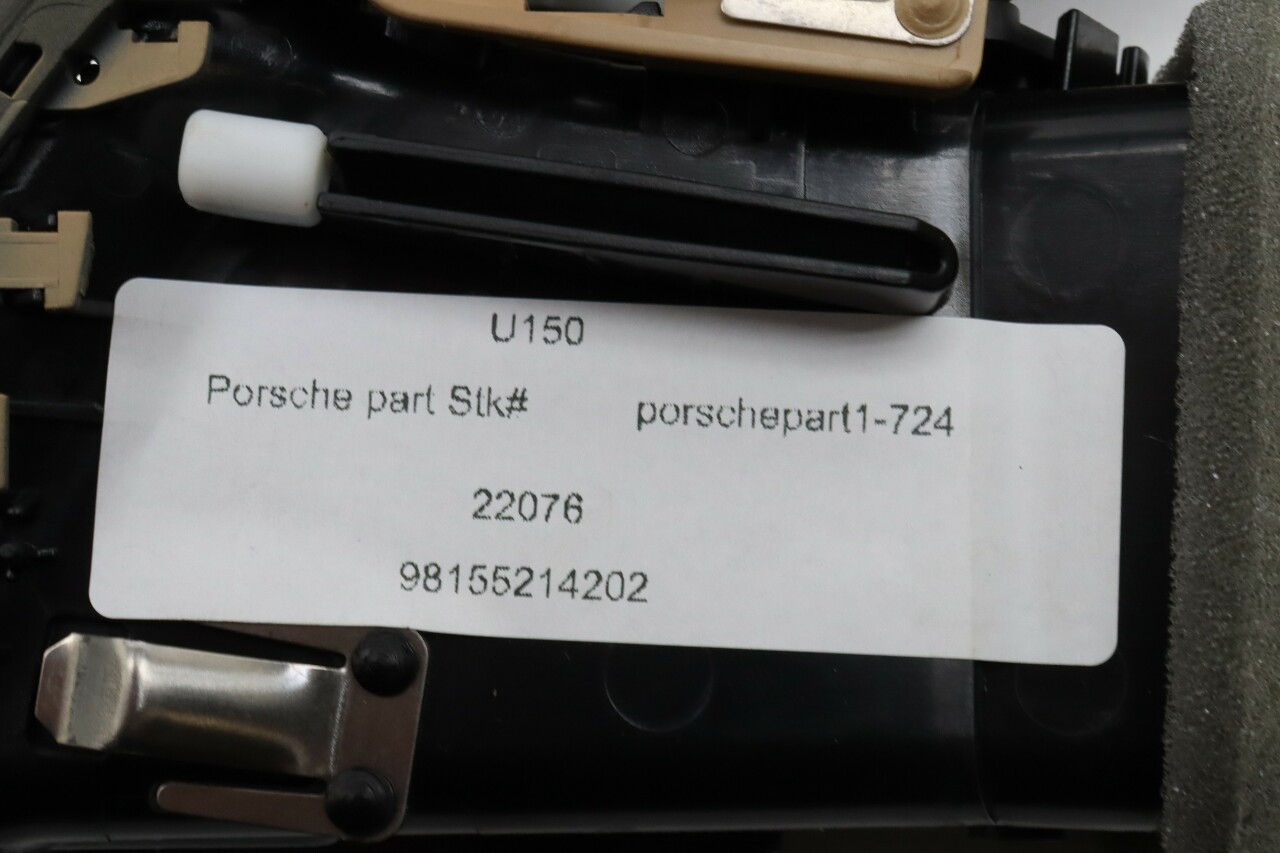 U150
Porsche part Stk# porschepart1-724
22076
98155214202